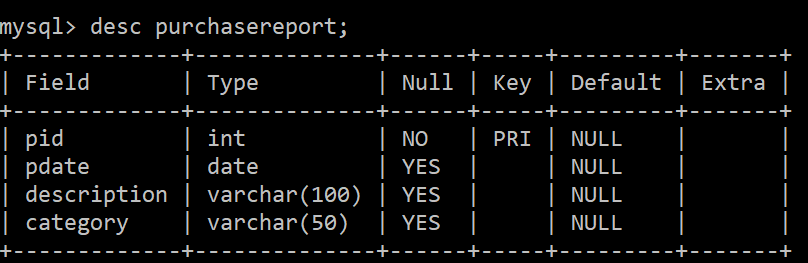 mysql> desc purchasereport;
+-------------+--------------+------+-----+---------+-------+
| Field       | Type         | Null | Key | Default | Extra |
+-------------+--------------+------+-----+---------+-------+
| pid         | int          | NO   | PRI | NULL    |       |
| pdate       | date         | YES  |     | NULL    |       |
| description | varchar(100) | YES  |     | NULL    |       |
| category    | varchar(50)  | YES  |     | NULL    |       |
+-------------+--------------+------+-----+---------+-------+